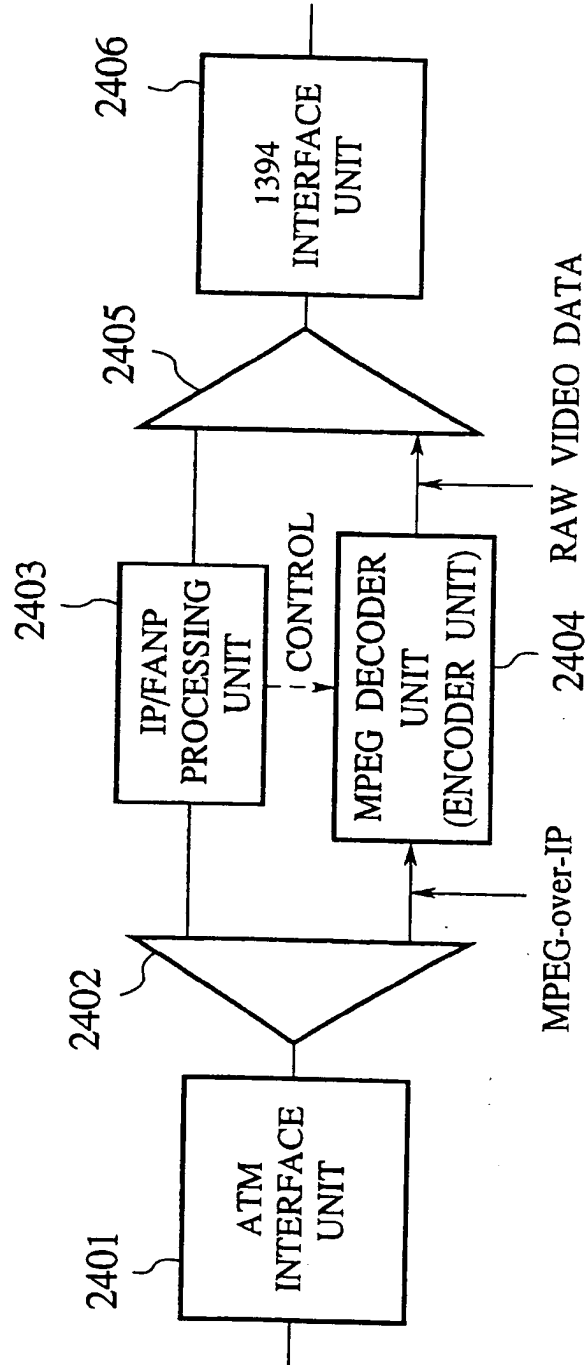 2401
ATM
INTERFACE
UNIT
2402
2403
IP/FANP
PROCESSING
UNIT
CONTROL
MPEG DECODER
UNIT
(ENCODER UNIT)
2404
MPEG-over-IP
RAW VIDEO DATA
2405
2406
1394
INTERFACE
UNIT